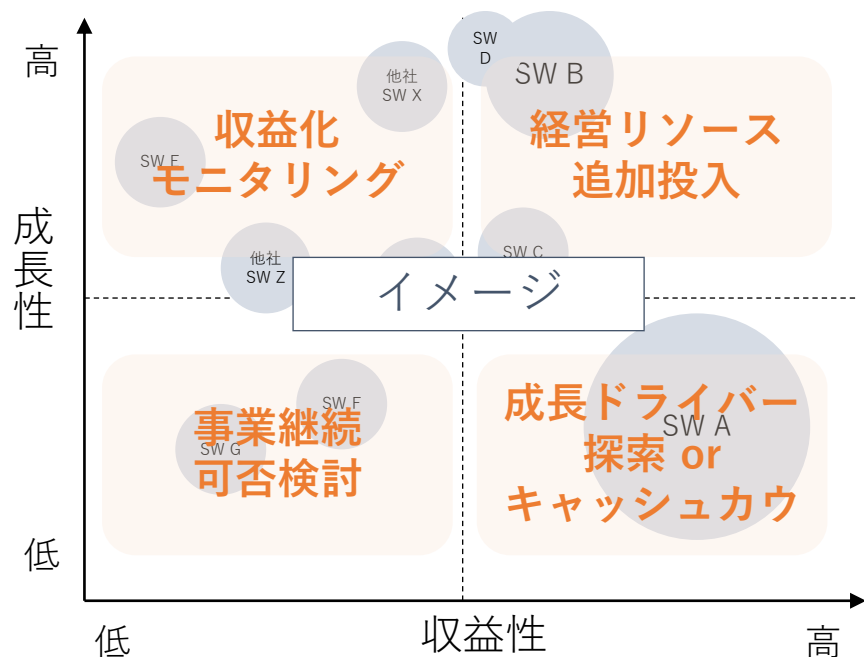 高
SW
D
他社
SW X
SW B
収益化
モニタリング
経営リソース
追加投入
SW E
成長性
他社
SW Z
SW C
イメージ
SW F
SW G
事業継続
可否検討
成長ドライバー
SW A
探索 or
キャッシュカウ
低
低
収益性
高